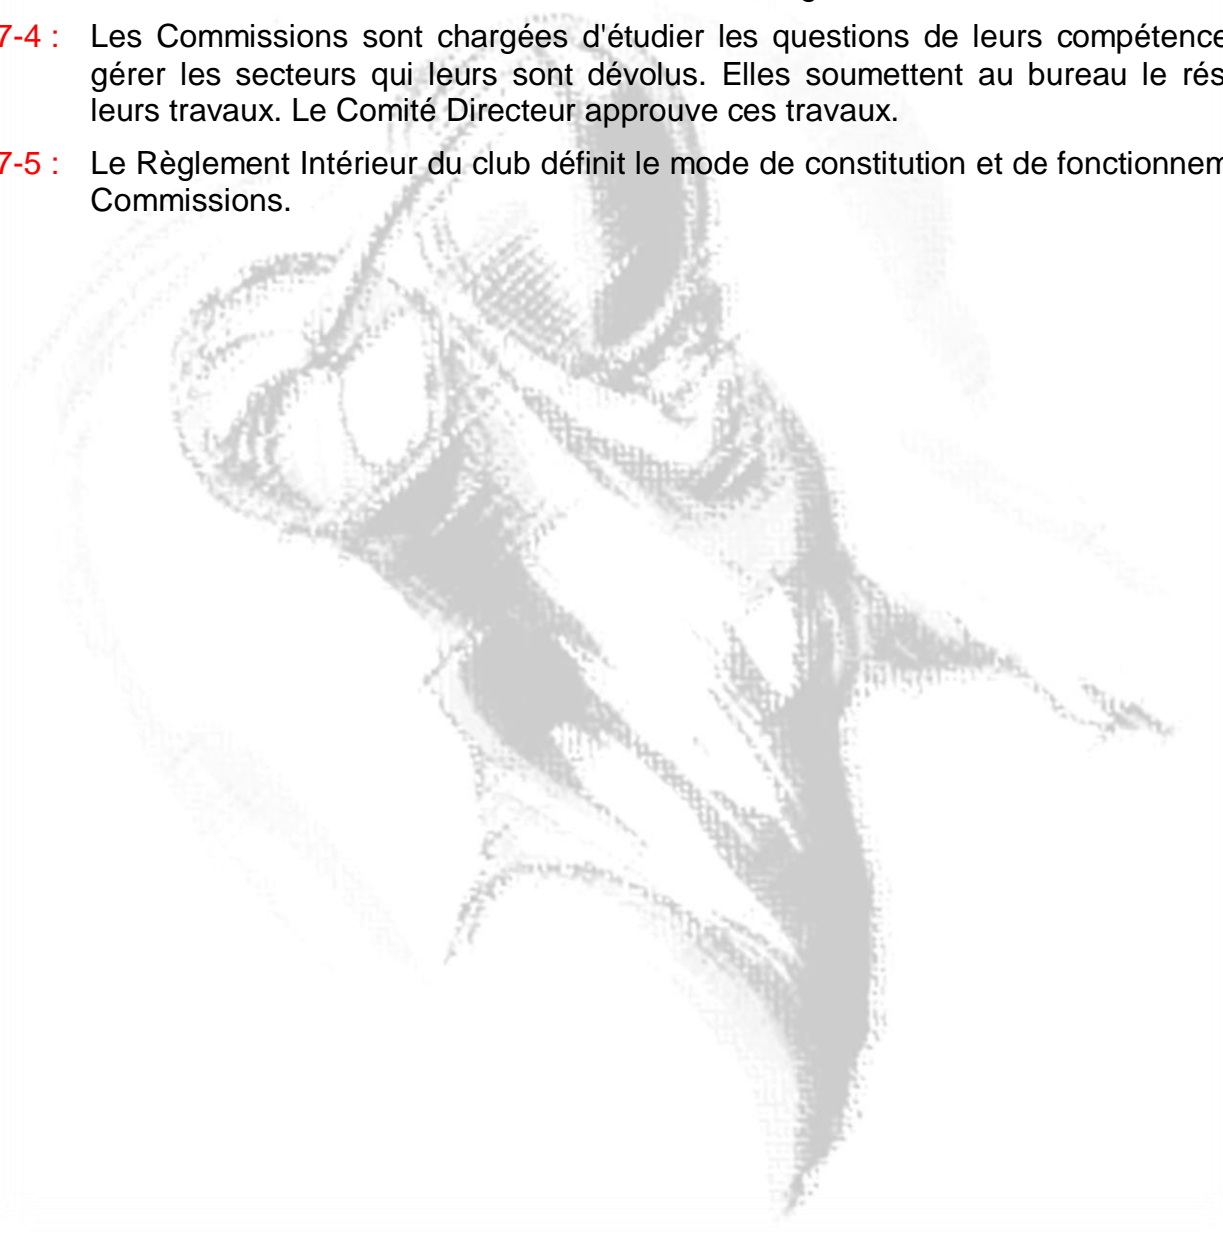 7-4 : Les Commissions sont chargées d'étudier les questions de leurs compétence
gérer les secteurs qui leurs sont dévolus. Elles soumettent au bureau le rés
leurs travaux. Le Comité Directeur approuve ces travaux.
7-5 : Le Règlement Intérieur du club définit le mode de constitution et de fonctionnem
Commissions.